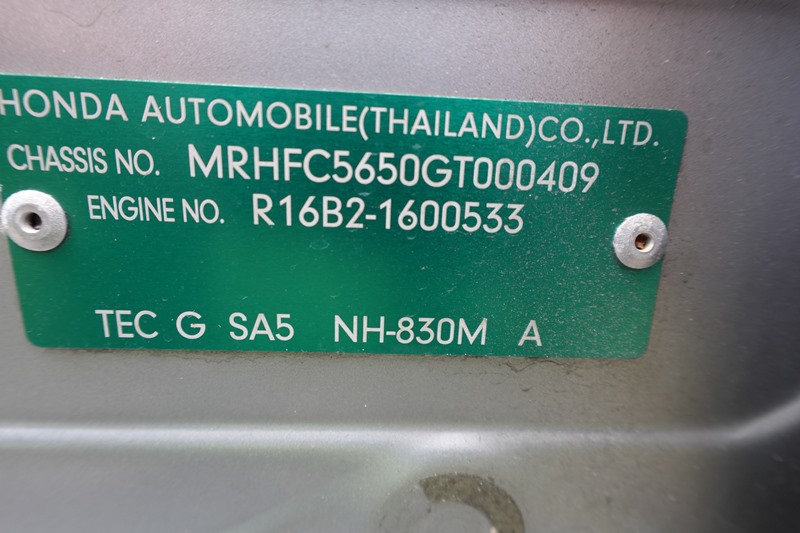 HONDA AUTOMOBILE(THAILAND)CO.,LTD.
CHASSIS NO. MRHFC5650GT000409
ENGINE NO. R16B2-1600533
TEC G SA5 NH-830M A